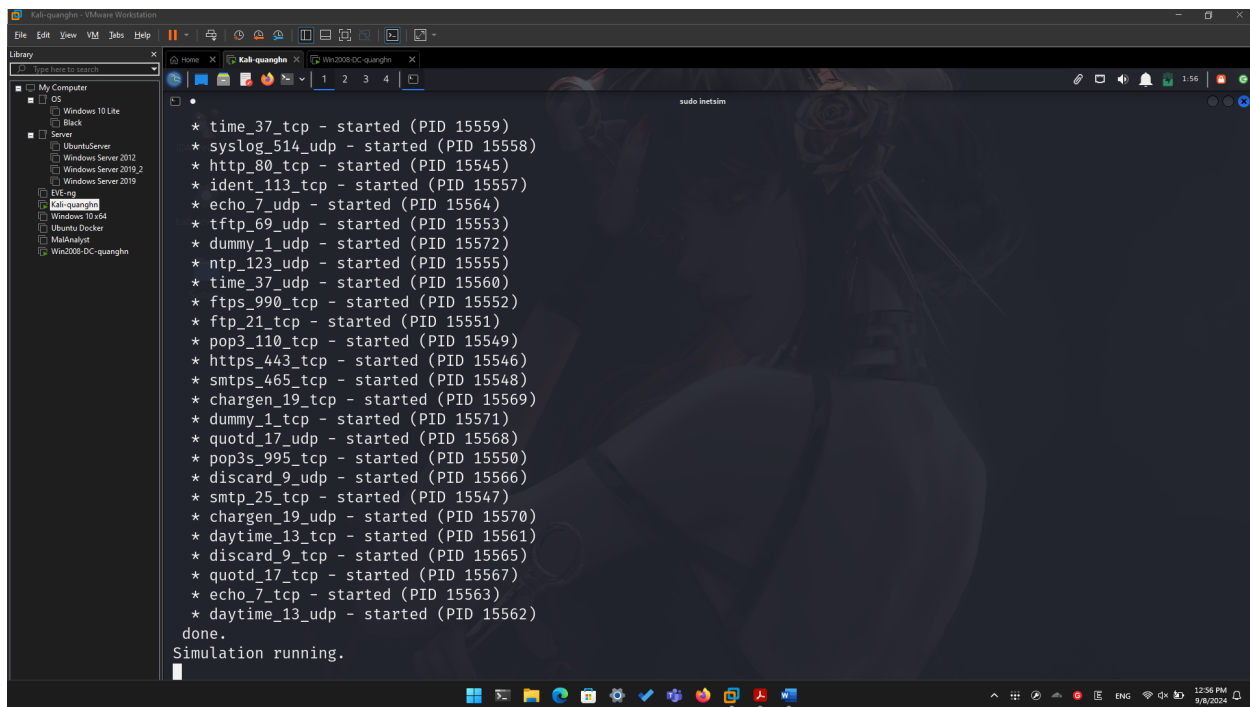 Kali-quanghn - VMware Workstation
File Edit View VM Tabs Help
Library
Type here to search
My Computer
OS
Windows 10 Lite
Black
Server
UbuntuServer
Windows Server 2012
Windows Server 2019_2
Windows Server 2019
EVE-ng
Kali-quanghn
Windows 10 x64
Ubuntu Docker
MalAnalyst
Win2008-DC-quanghn
Home Kali-quanghn Win2008-DC-quanghn
1 2 3 4 1:56
sudo inetsim
* time_37_tcp - started (PID 15559)
* syslog_514_udp - started (PID 15558)
* http_80_tcp - started (PID 15545)
* ident_113_tcp - started (PID 15557)
* echo_7_udp - started (PID 15564)
* tftp_69_udp - started (PID 15553)
* dummy_1_udp - started (PID 15572)
* ntp_123_udp - started (PID 15555)
* time_37_udp - started (PID 15560)
* ftps_990_tcp - started (PID 15552)
* ftp_21_tcp - started (PID 15551)
* pop3_110_tcp - started (PID 15549)
* https_443_tcp - started (PID 15546)
* smtps_465_tcp - started (PID 15548)
* chargen_19_tcp - started (PID 15569)
* dummy_1_tcp - started (PID 15571)
* quotd_17_udp - started (PID 15568)
* pop3s_995_tcp - started (PID 15550)
* discard_9_udp - started (PID 15566)
* smtp_25_tcp - started (PID 15547)
* chargen_19_udp - started (PID 15570)
* daytime_13_tcp - started (PID 15561)
* discard_9_tcp - started (PID 15565)
* quotd_17_tcp - started (PID 15567)
* echo_7_tcp - started (PID 15563)
* daytime_13_udp - started (PID 15562)
done.
Simulation running.
ENG 12:56 PM
9/8/2024